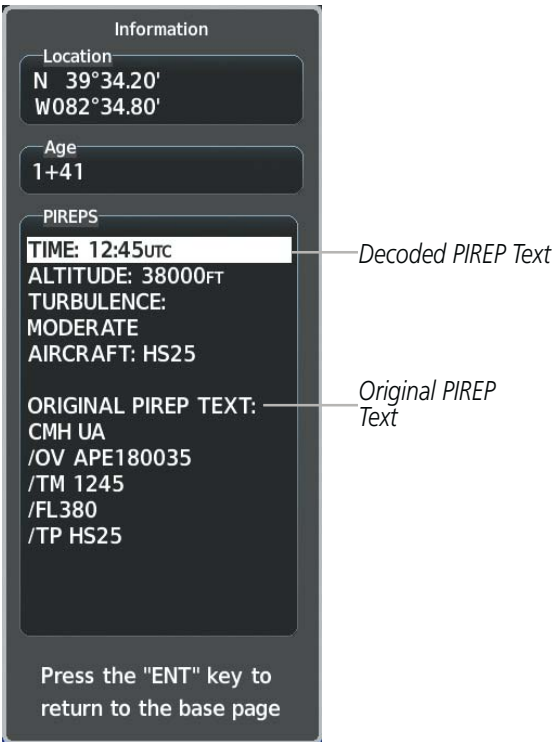 Information
Location
N 39°34.20'
W082°34.80'
Age
1+41
PIREPS
TIME: 12:45UTC
ALTITUDE: 38000FT
TURBULENCE:
MODERATE
AIRCRAFT: HS25
ORIGINAL PIREP TEXT:
CMH UA
/OV APE180035
/TM 1245
/FL380
/TP HS25
Press the "ENT" key to
return to the base page
Decoded PIREP Text
Original PIREP
Text